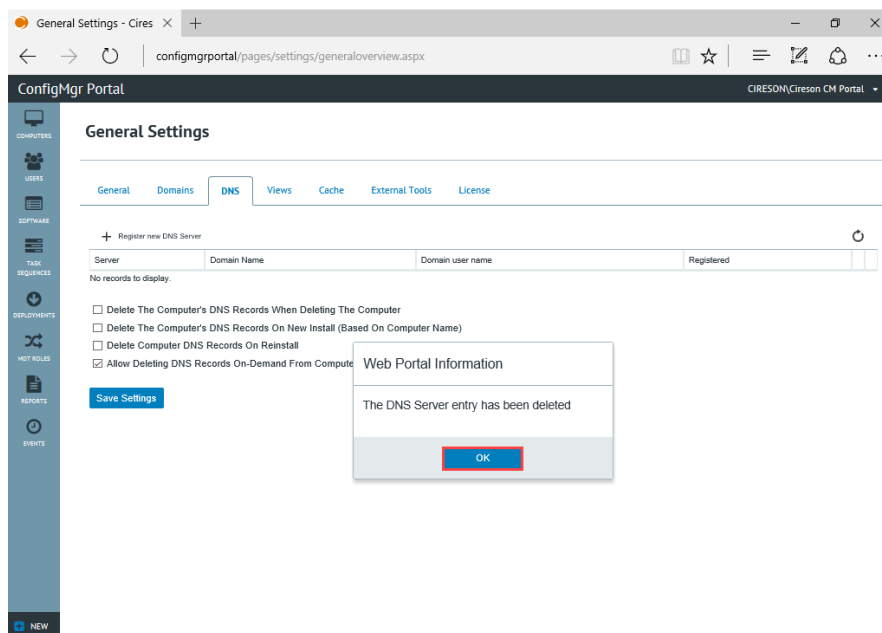 General Settings - Cires
configmgrportal/pages/settings/generaloverview.aspx
ConfigMgr Portal
CIRESON\Cireson CM Portal
COMPUTERS
USERS
SOFTWARE
TASK
SEQUENCES
DEPLOYMENTS
MDT ROLES
REPORTS
EVENTS
NEW
General Settings
General Domains DNS Views Cache External Tools License
Register new DNS Server
Server Domain Name Domain user name Registered
No records to display.
Delete The Computer's DNS Records When Deleting The Computer
Delete The Computer's DNS Records On New Install (Based On Computer Name)
Delete Computer DNS Records On Reinstall
Allow Deleting DNS Records On-Demand From Compute
Save Settings
Web Portal Information
The DNS Server entry has been deleted
OK